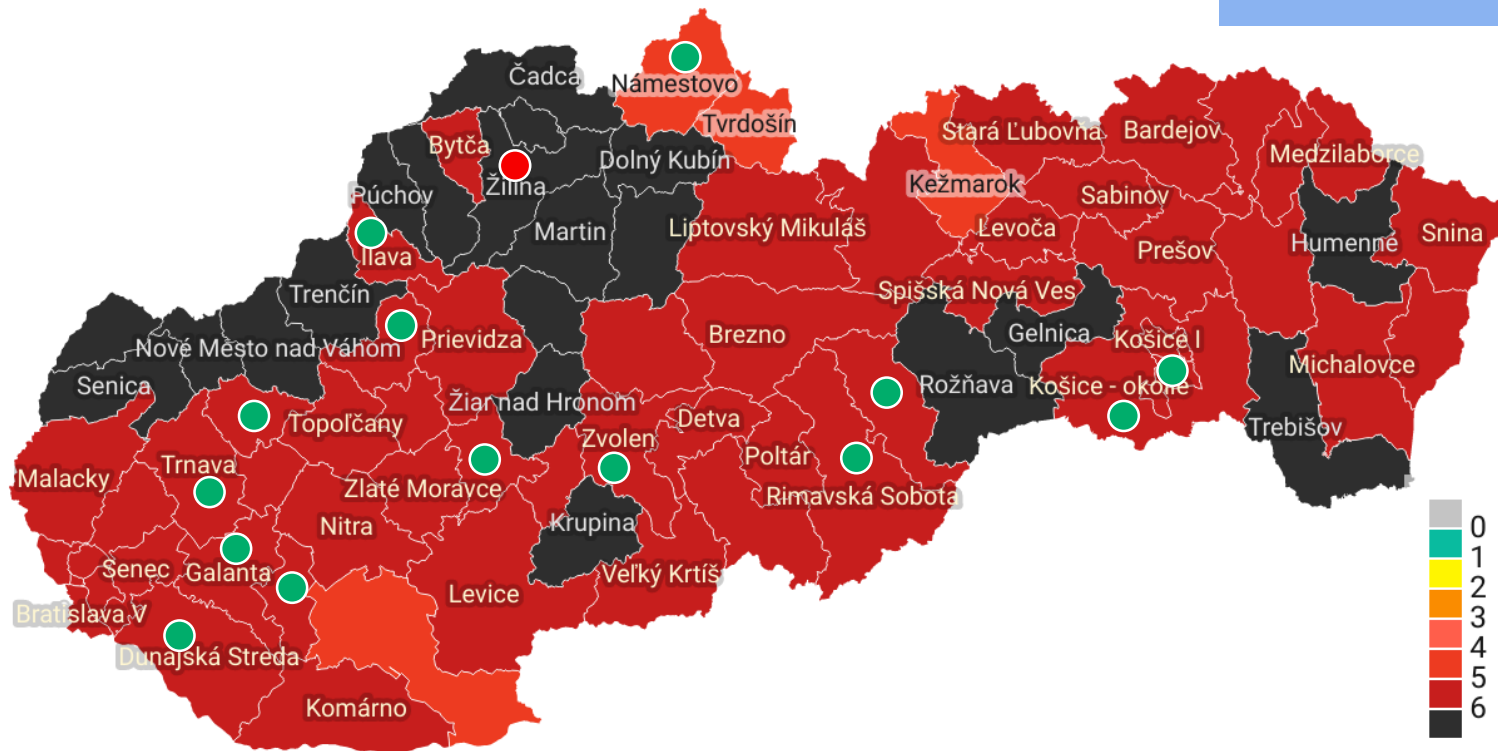 Čadca
Námestovo
Tvrdošín
Stará Ľubovňa
Bardejov
Bytča
Dolný Kubín
Medzilaborce
Púchov
Žilina
Kežmarok
Sabinov
Martin
Liptovský Mikuláš
Levoča
Snina
Ilava
Prešov
Humenné
Trenčín
Spišská Nová Ves
Nové Mesto nad Váhom
Prievidza
Brezno
Gelnica
Košice I
Michalovce
Senica
Žiar nad Hronom
Rožňava
Košice - okolie
Topoľčany
Detva
Trebišov
Zvolen
Malacky
Trnava
Poltár
Zlaté Moravce
Rimavská Sobota
Nitra
Krupina
Senec
Galanta
Veľký Krtíš
Levice
Bratislava V
Dunajská Streda
Komárno
0
1
2
3
4
5
6